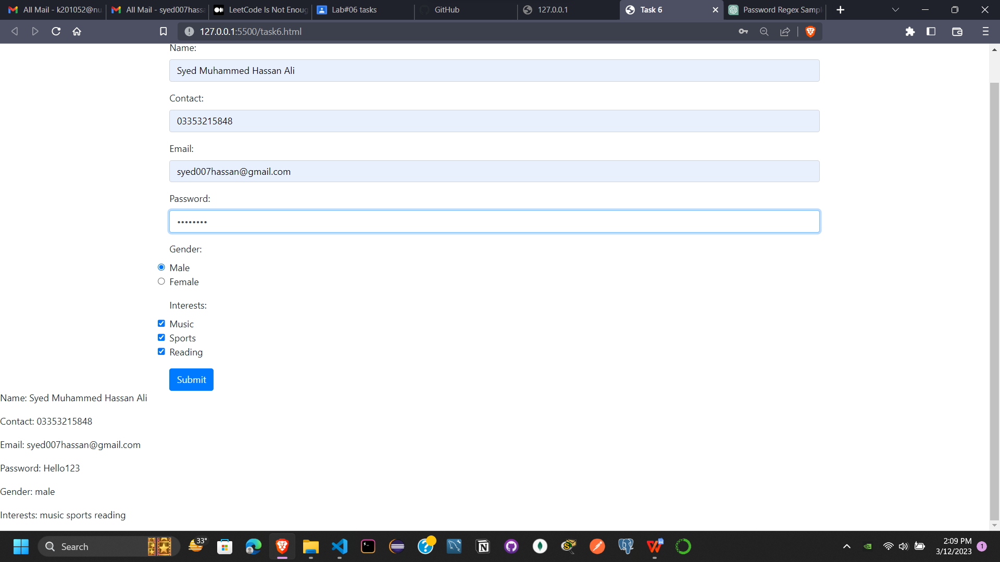 All Mail - k201052@nu
All Mail - syed007hassa
LeetCode Is Not Enoug
Lab#06 tasks
GitHub
127.0.0.1
Task 6
Password Regex Sampl
127.0.0.1:5500/task6.html
Name:
Syed Muhammed Hassan Ali
Contact:
03353215848
Email:
syed007hassan@gmail.com
Password:
••••••••
Gender:
Male
Female
Interests:
Music
Sports
Reading
Submit
Name: Syed Muhammed Hassan Ali
Contact: 03353215848
Email: syed007hassan@gmail.com
Password: Hello123
Gender: male
Interests: music sports reading
Search
33°
2:09 PM
3/12/2023
1